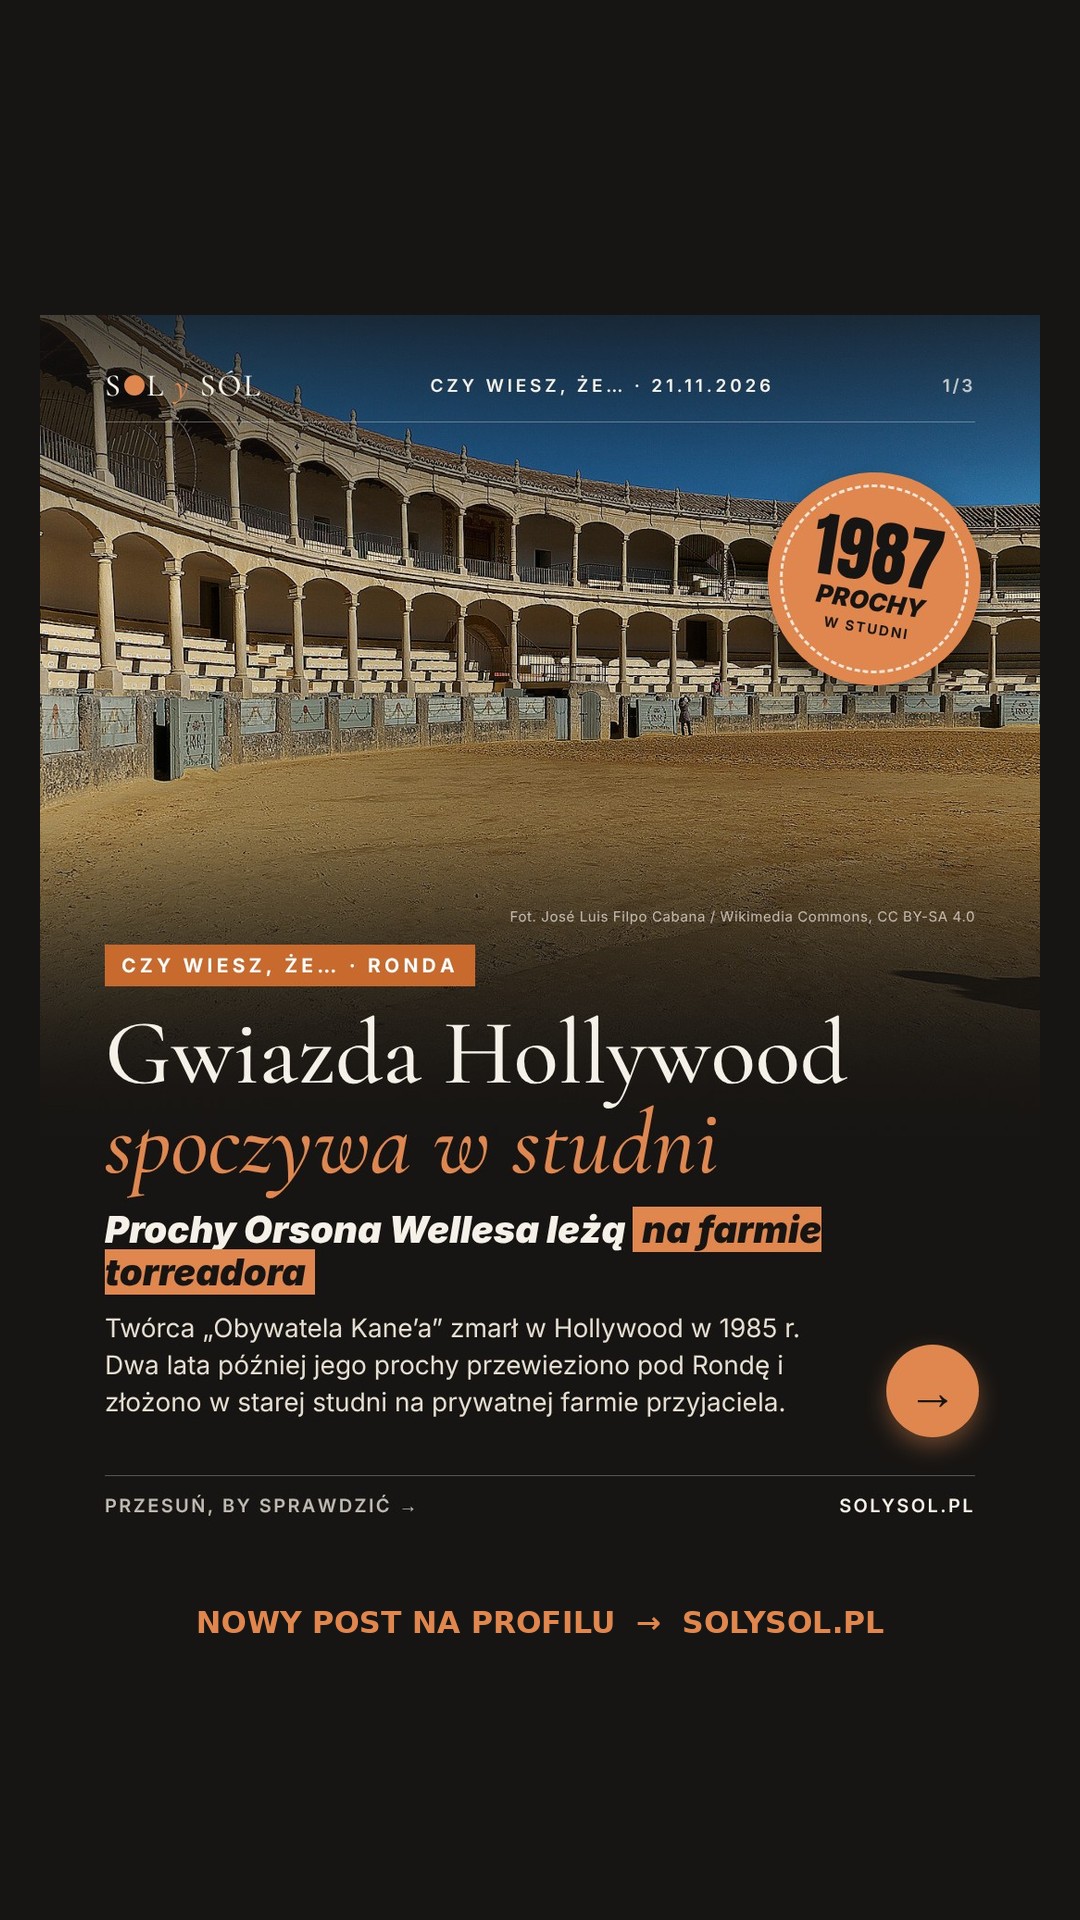 SOL y SÓL
CZY WIESZ, ŻE… · 21.11.2026
1/3
1987
PROCHY
W STUDNI
Fot. José Luis Filpo Cabana / Wikimedia Commons, CC BY-SA 4.0
CZY WIESZ, ŻE… · RONDA
Gwiazda Hollywood
spoczywa w studni
Prochy Orsona Wellesa leżą na farmie
torreadora
Twórca „Obywatela Kane’a” zmarł w Hollywood w 1985 r.
Dwa lata później jego prochy przewieziono pod Rondę i
złożono w starej studni na prywatnej farmie przyjaciela.
→
PRZESUŃ, BY SPRAWDZIĆ →
SOLYSOL.PL
NOWY POST NA PROFILU → SOLYSOL.PL